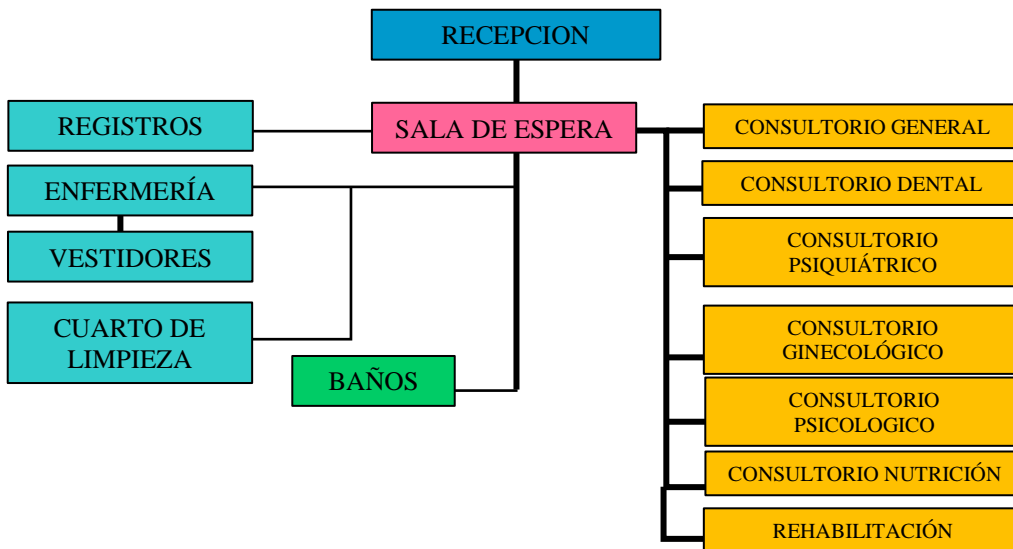 RECEPCION
REGISTROS
SALA DE ESPERA
CONSULTORIO GENERAL
ENFERMERÍA
CONSULTORIO DENTAL
VESTIDORES
CONSULTORIO
PSIQUIÁTRICO
CUARTO DE
LIMPIEZA
CONSULTORIO
GINECOLÓGICO
BAÑOS
CONSULTORIO
PSICOLOGICO
CONSULTORIO NUTRICIÓN
REHABILITACIÓN